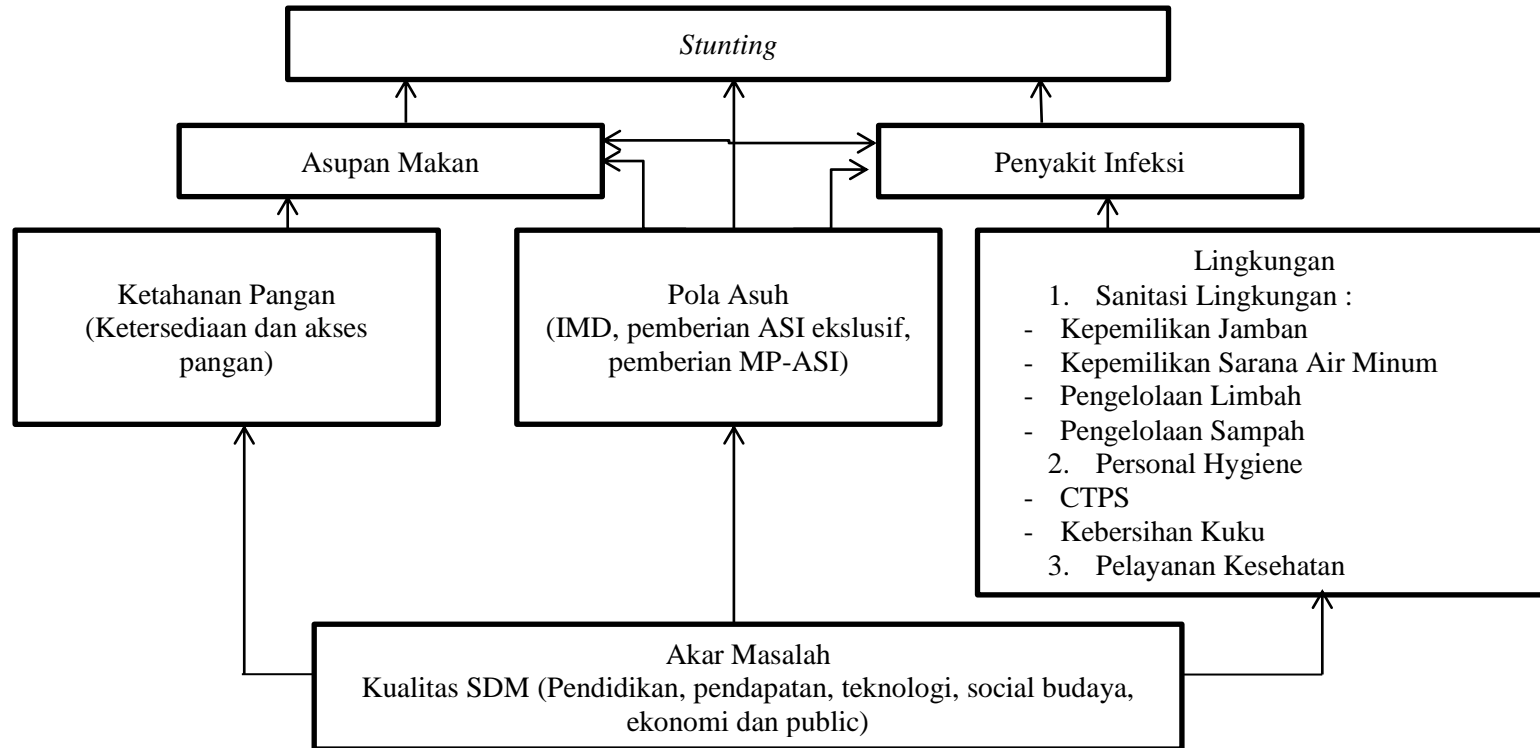 Stunting
Asupan Makan
Penyakit Infeksi
Ketahanan Pangan
(Ketersediaan dan akses
pangan)
Pola Asuh
(IMD, pemberian ASI ekslusif,
pemberian MP-ASI)
Lingkungan
1. Sanitasi Lingkungan :
- Kepemilikan Jamban
- Kepemilikan Sarana Air Minum
- Pengelolaan Limbah
- Pengelolaan Sampah
2. Personal Hygiene
- CTPS
- Kebersihan Kuku
3. Pelayanan Kesehatan
Akar Masalah
Kualitas SDM (Pendidikan, pendapatan, teknologi, social budaya,
ekonomi dan public)